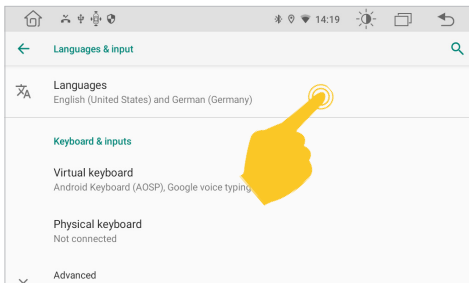 14:19
Languages & input
Languages
English (United States) and German (Germany)
Keyboard & inputs
Virtual keyboard
Android Keyboard (AOSP), Google voice typing
Physical keyboard
Not connected
Advanced